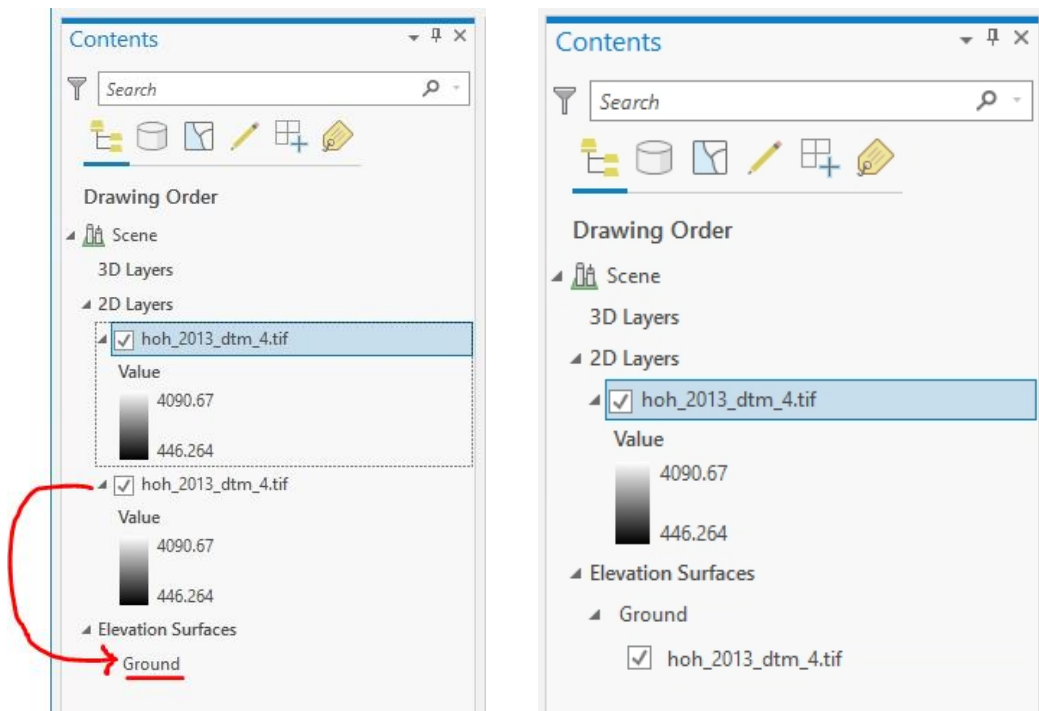 Contents
Search
Drawing Order
Scene
3D Layers
2D Layers
hoh_2013_dtm_4.tif
Value
4090.67
446.264
hoh_2013_dtm_4.tif
Value
4090.67
446.264
Elevation Surfaces
Ground
Contents
Search
Drawing Order
Scene
3D Layers
2D Layers
hoh_2013_dtm_4.tif
Value
4090.67
446.264
Elevation Surfaces
Ground
hoh_2013_dtm_4.tif